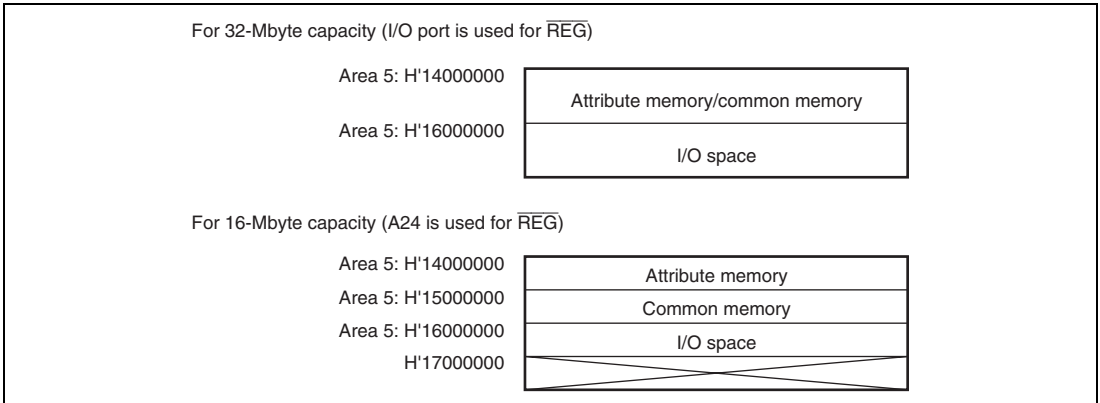 For 32-Mbyte capacity (I/O port is used for R̅E̅G̅)
Area 5: H'14000000
Attribute memory/common memory
Area 5: H'16000000
I/O space
For 16-Mbyte capacity (A24 is used for R̅E̅G̅)
Area 5: H'14000000
Attribute memory
Area 5: H'15000000
Common memory
Area 5: H'16000000
I/O space
H'17000000